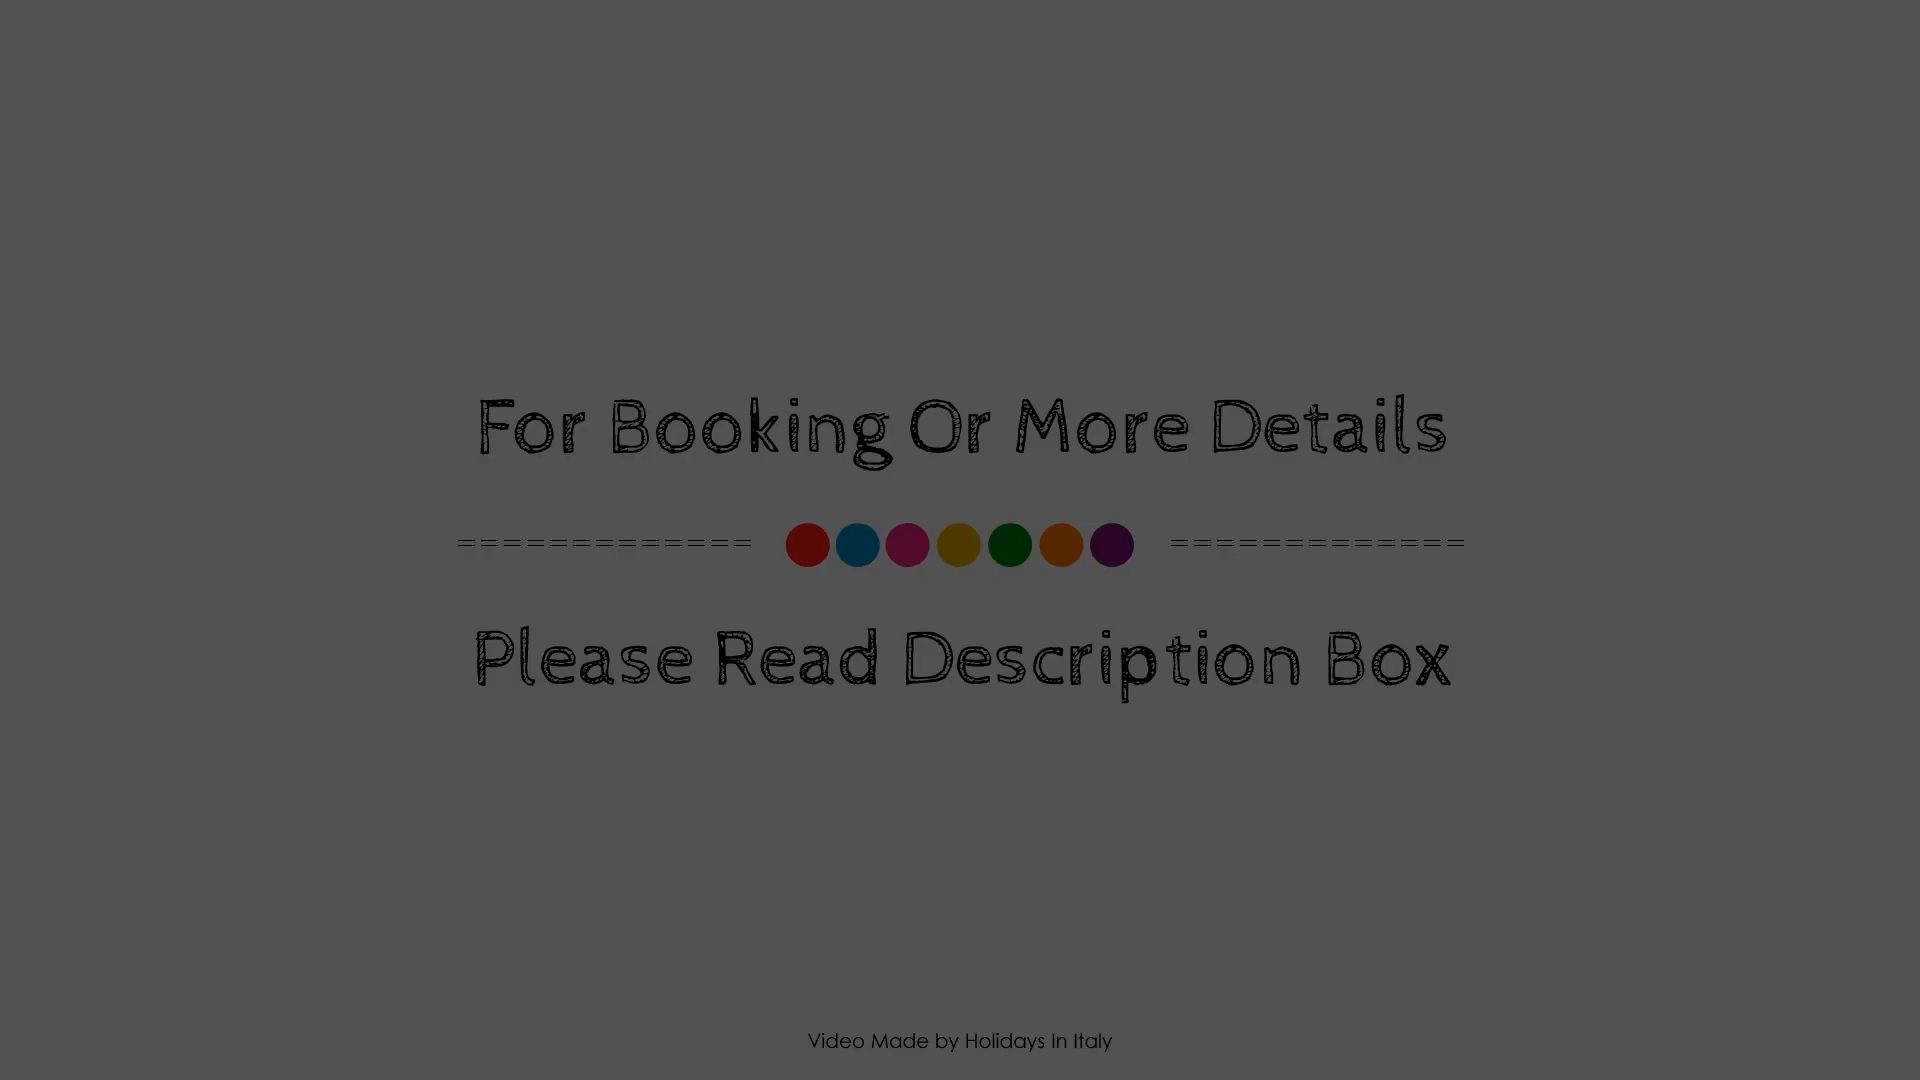 For Booking Or More Details
============= =============
Please Read Description Box
Video Made by Holidays In Italy